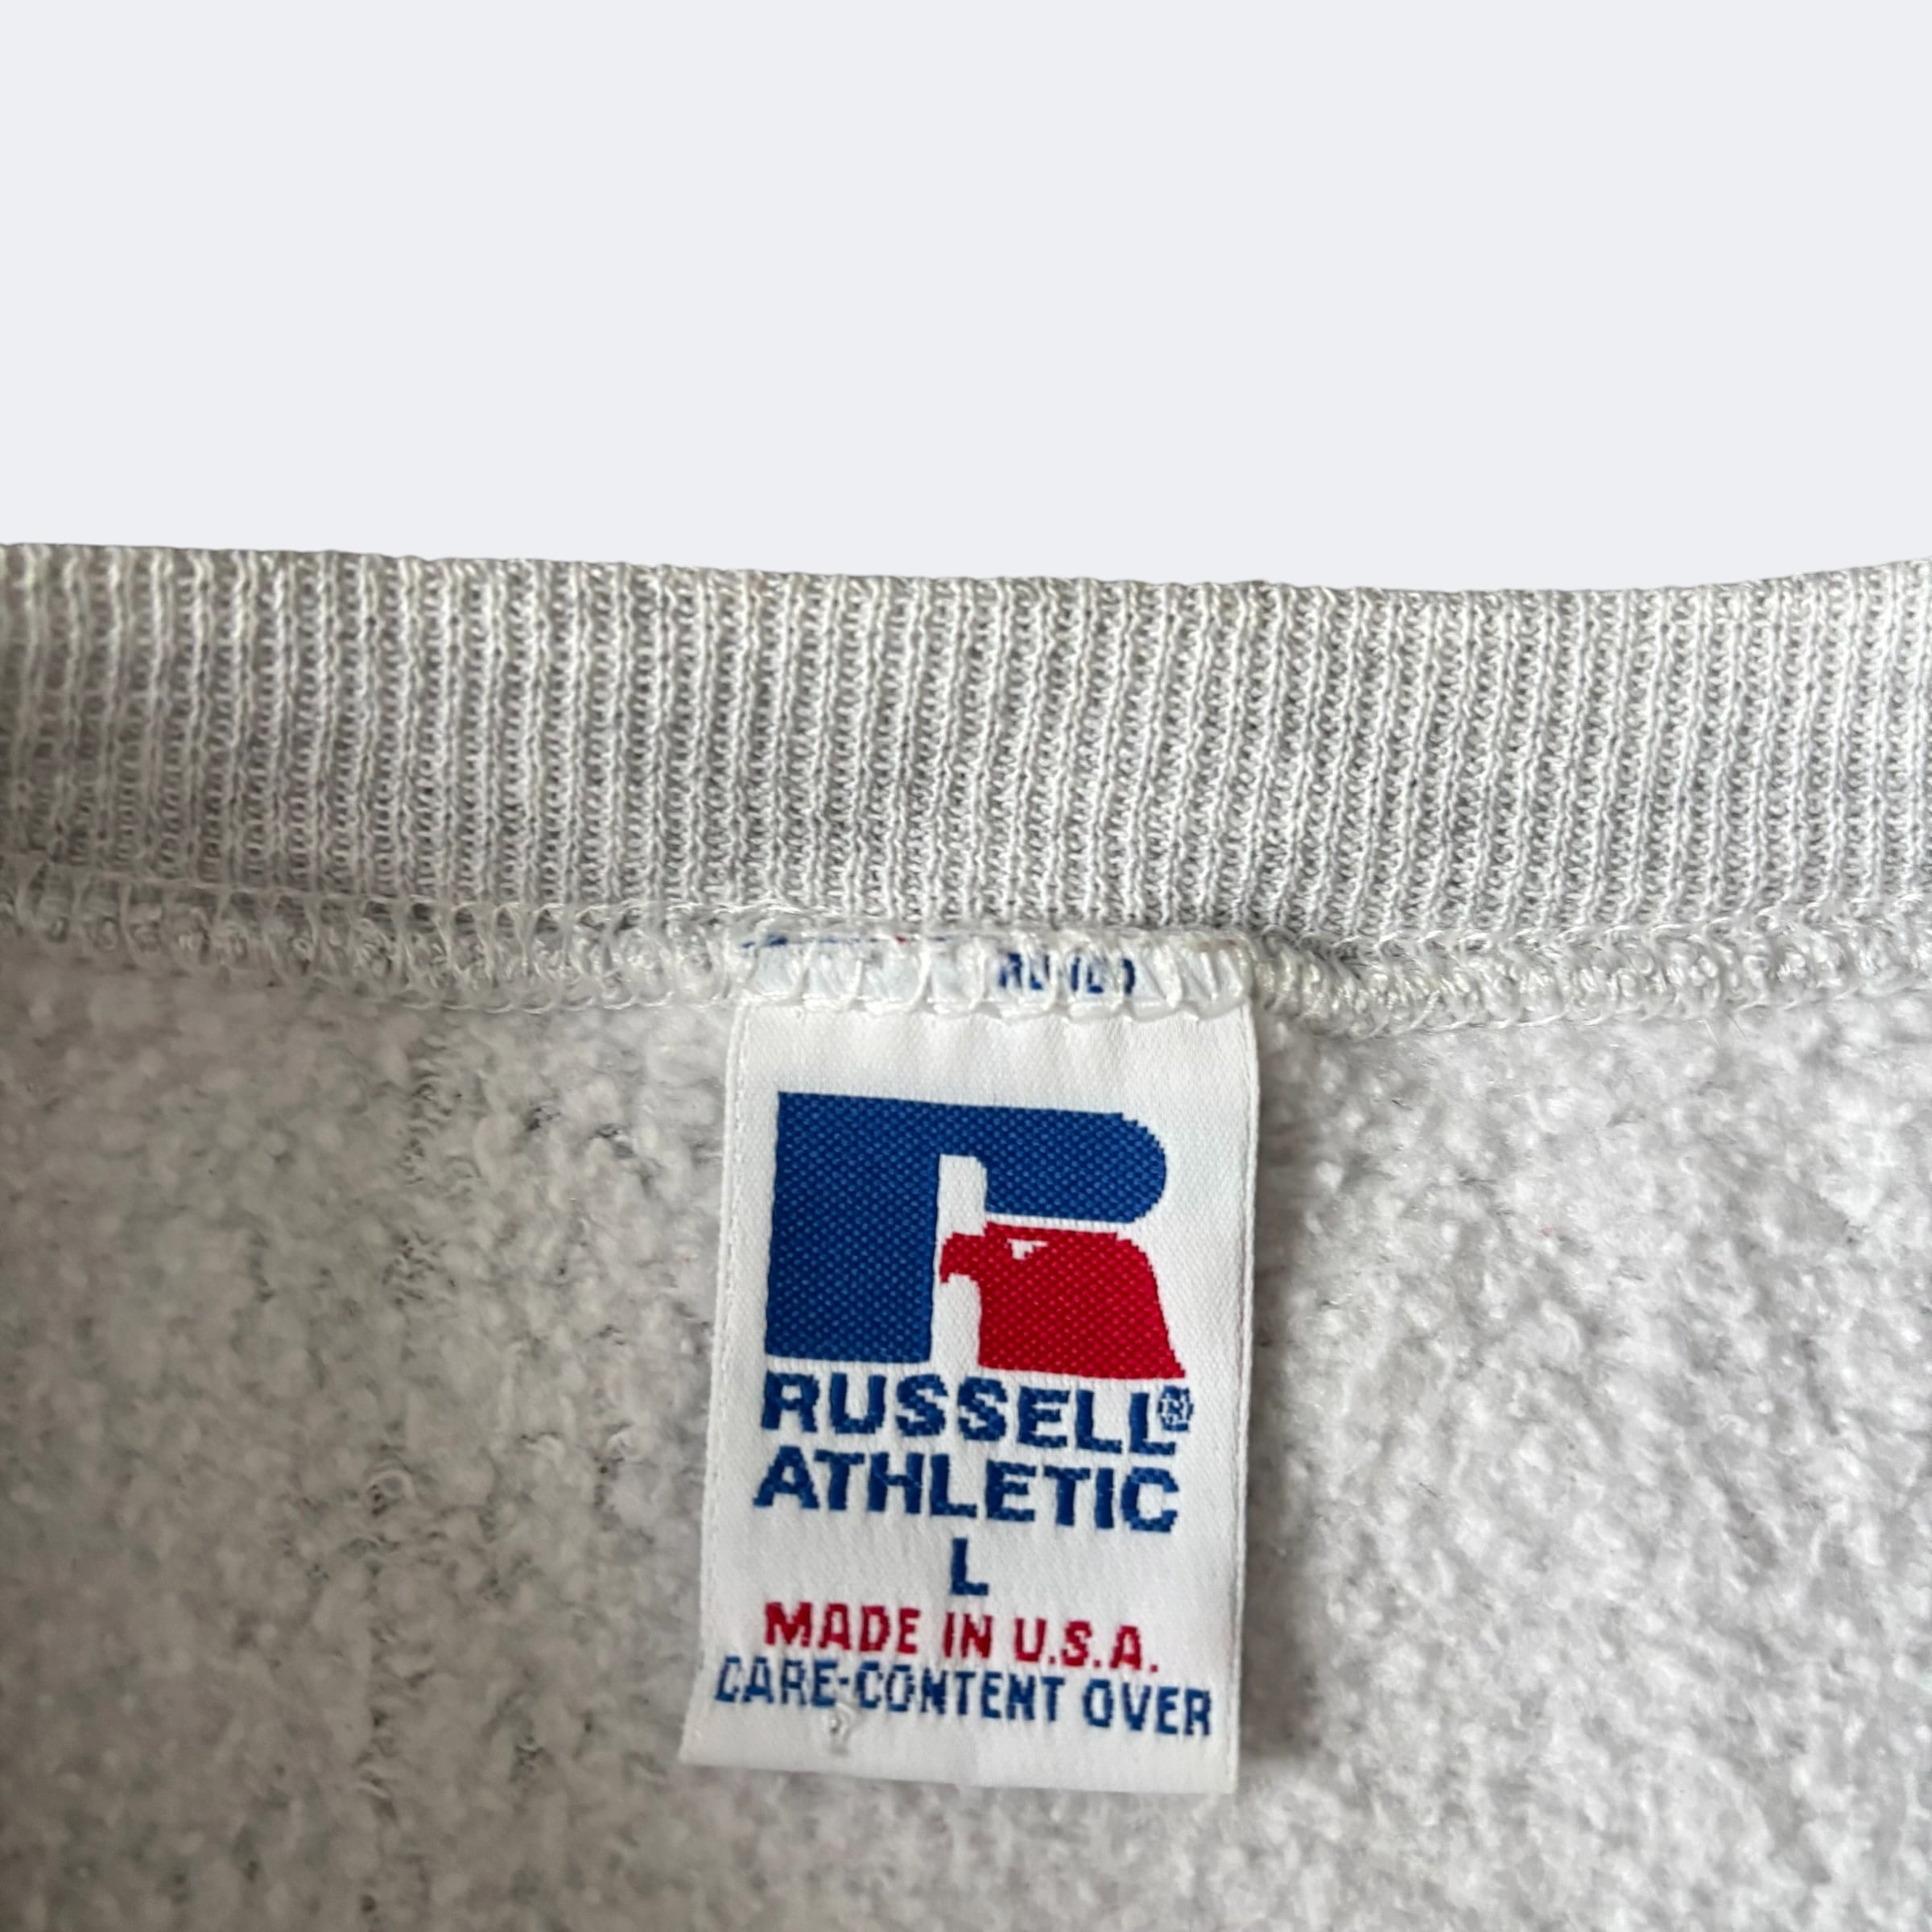 RUSSELL®
ATHLETIC
L
MADE IN U.S.A.
CARE-CONTENT OVER